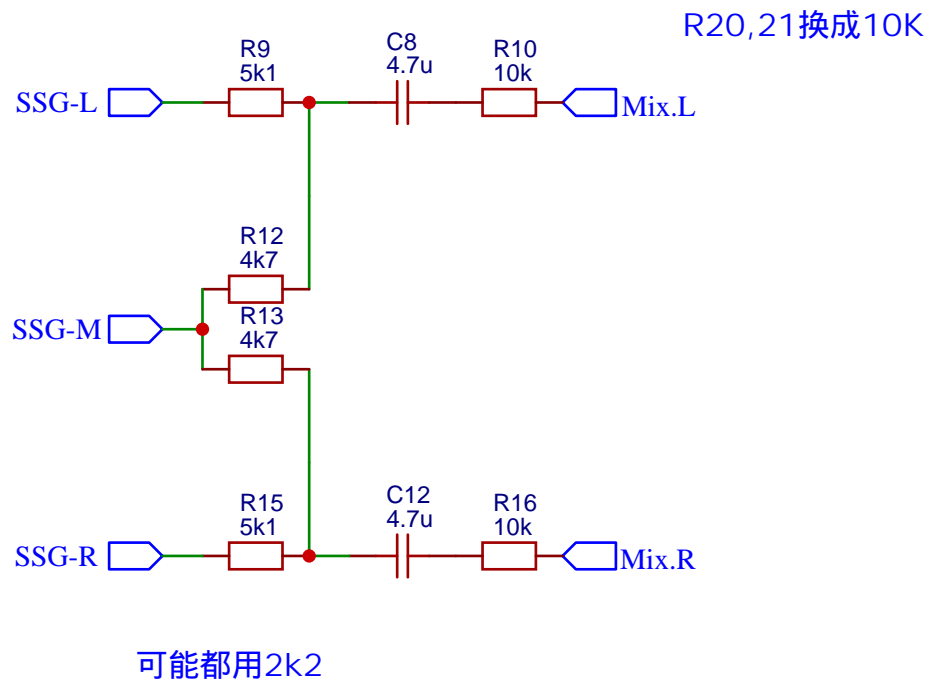 R20,21换成10K
R9
5k1
C8
4.7u
R10
10k
SSG-L
Mix.L
R12
4k7
SSG-M
R13
4k7
R15
5k1
C12
4.7u
R16
10k
SSG-R
Mix.R
可能都用2k2